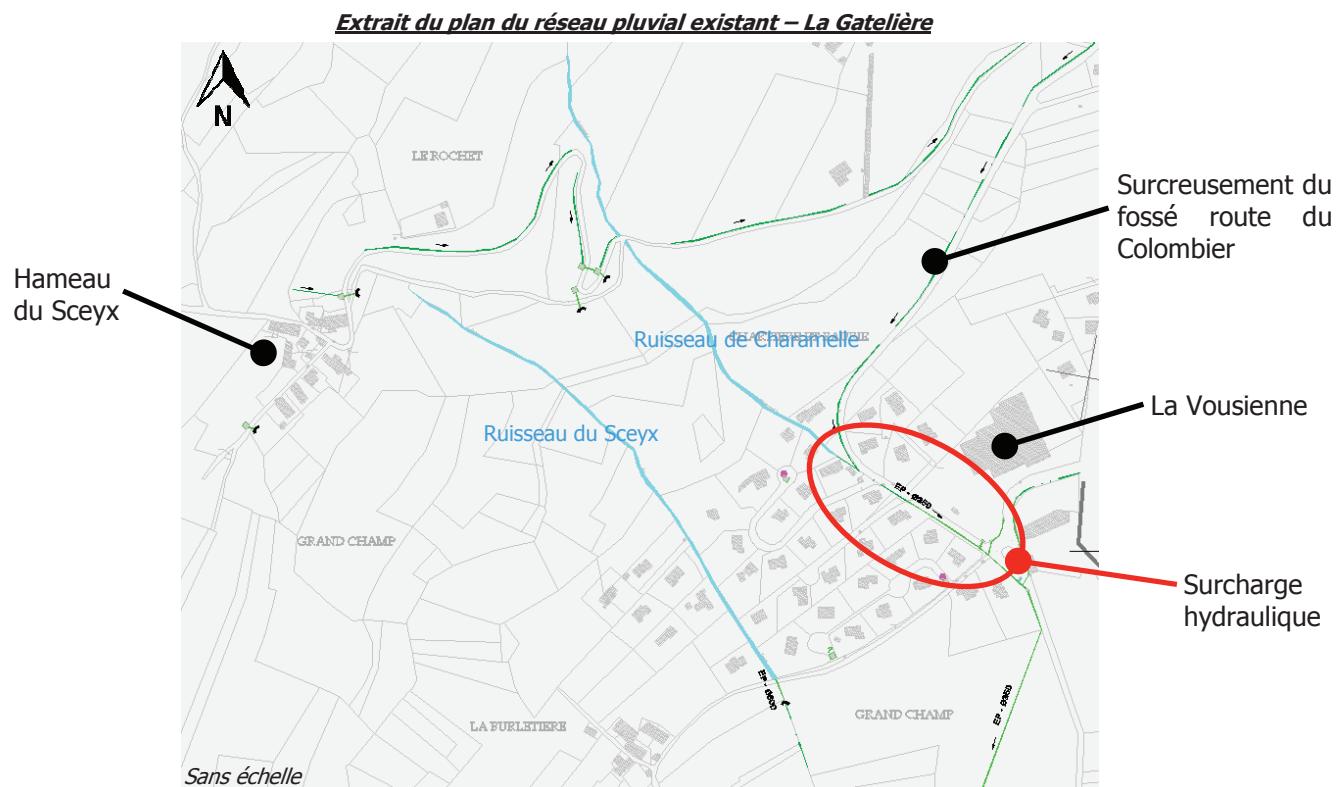 Extrait du plan du réseau pluvial existant – La Gatelière
N
LE ROCHET
Surcreusement du
fossé route du
Colombier
Hameau
du Sceyx
Ruisseau de Charamelle
Ruisseau du Sceyx
La Vousienne
GRAND CHAMP
Surcharge
hydraulique
EP - Ø600
GRAND CHAMP
LA BURLETIERE
Sans échelle